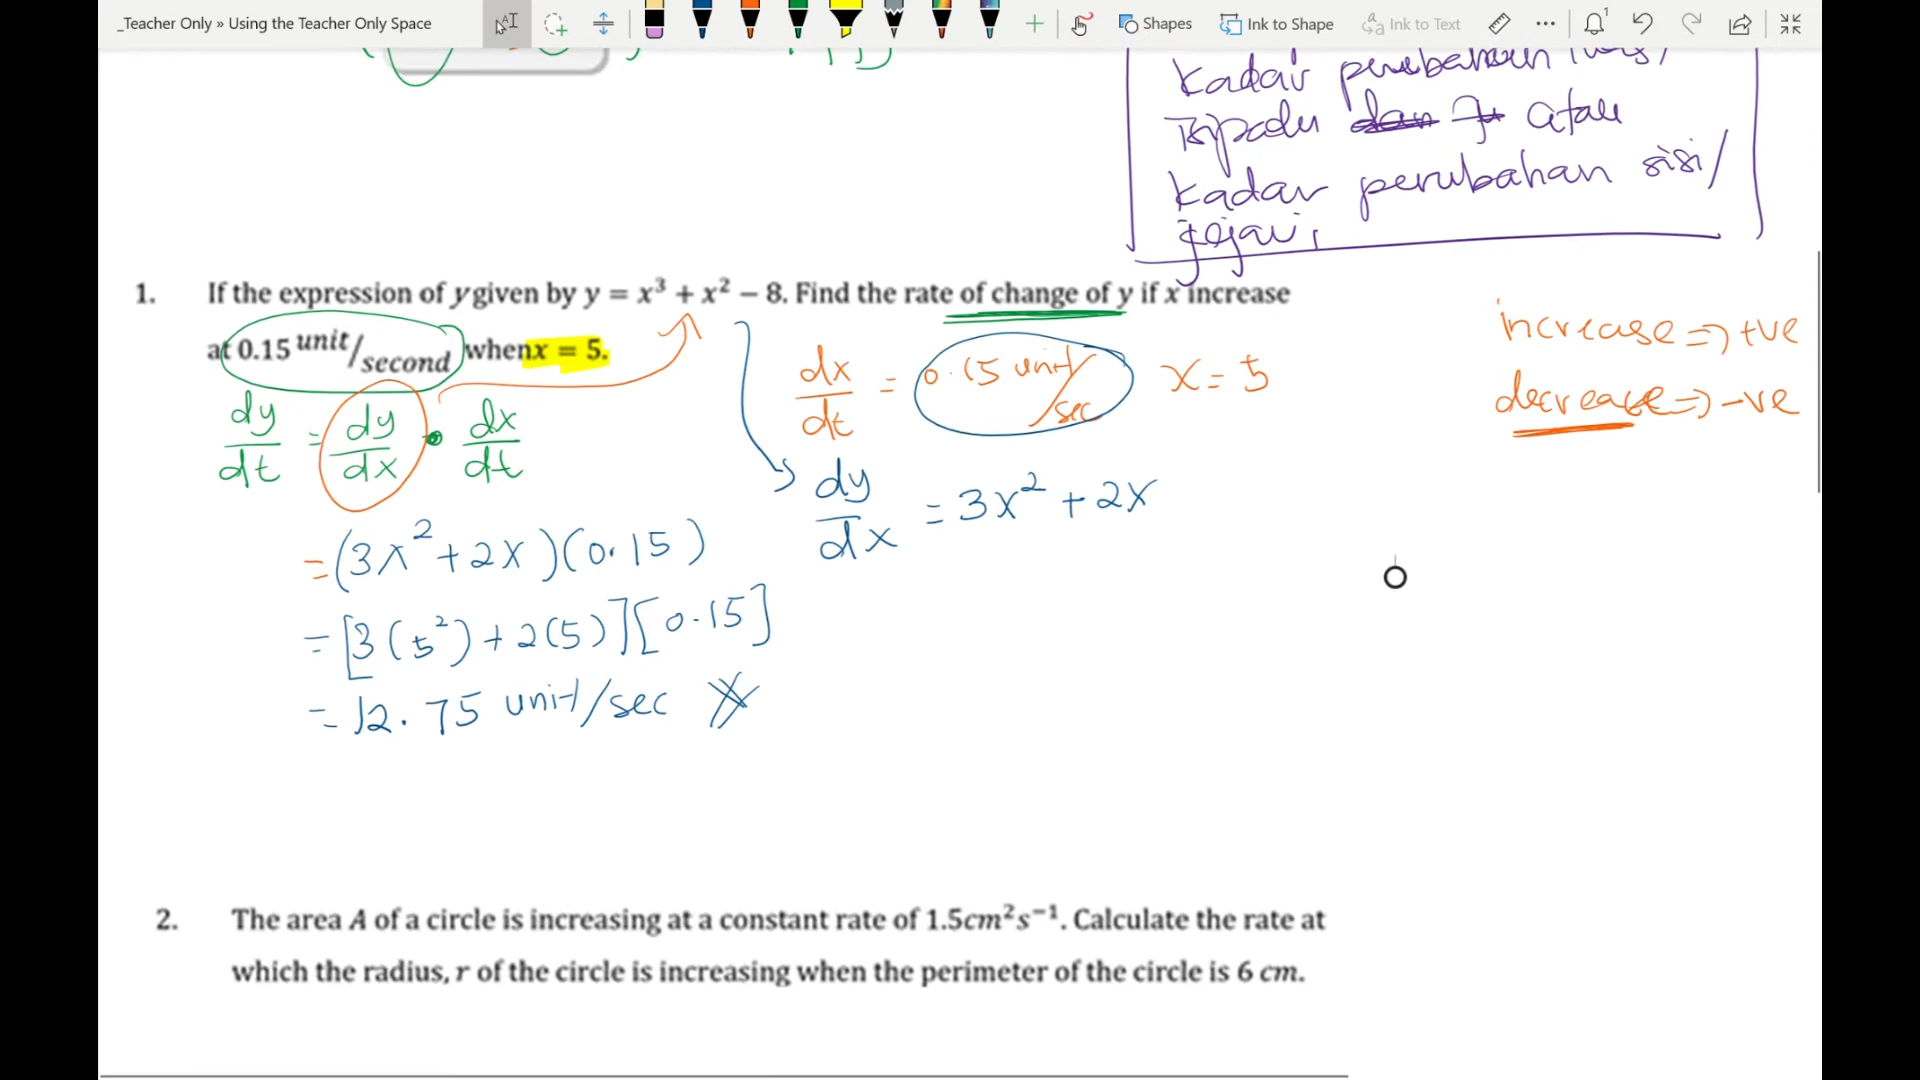 _Teacher Only » Using the Teacher Only Space
Shapes
Ink to Shape
Ink to Text
1
Kadar perubahan
atau
Kadar perubahan sisi/
jejari,
1. If the expression of y given by y = x³ + x² − 8. Find the rate of change of y if x increase
at 0.15 unit/second when x = 5.
increase => +ve
decrease => -ve
dx/dt = 0.15 unit/sec x = 5
dy/dt = dy/dx • dx/dt
dy/dx = 3x² + 2x
= (3x² + 2x)(0.15)
= [3(5²) + 2(5)][0.15]
= 12.75 unit/sec
2. The area A of a circle is increasing at a constant rate of 1.5cm²s⁻¹. Calculate the rate at
which the radius, r of the circle is increasing when the perimeter of the circle is 6 cm.